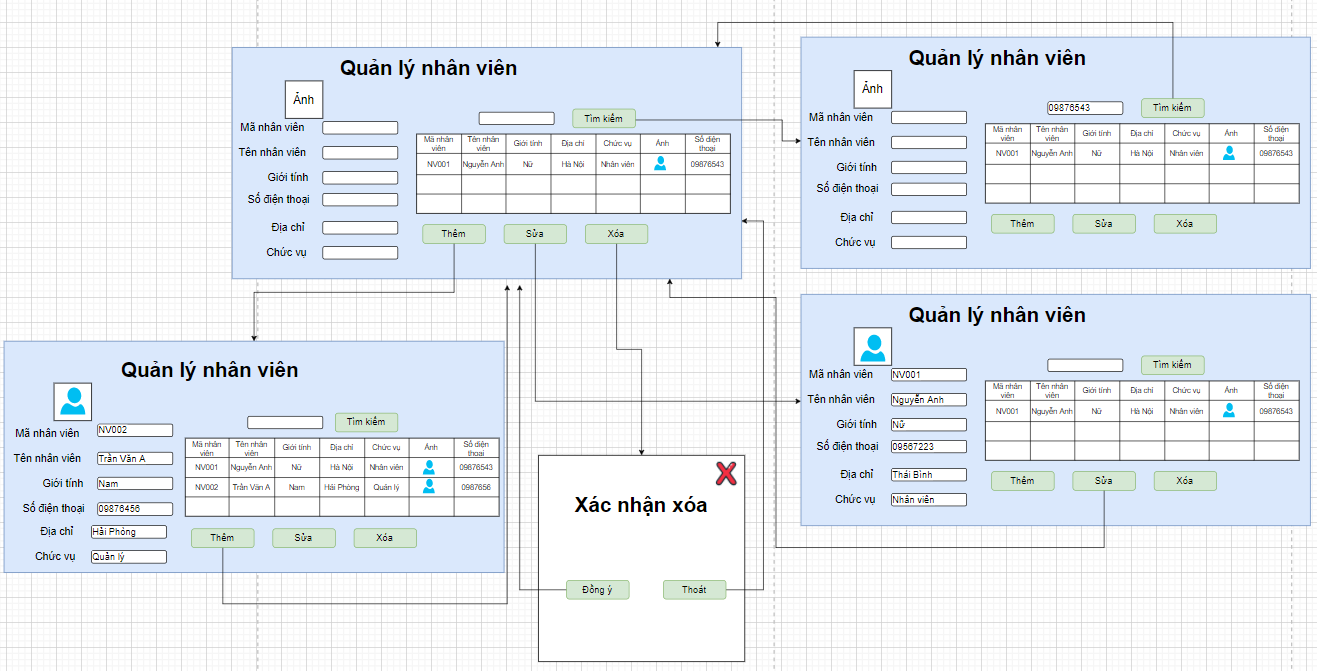 Quản lý nhân viên
Ảnh
Tìm kiếm
Mã nhân viên
Tên nhân viên
Giới tính
Số điện thoại
Địa chỉ
Chức vụ
Mã nhân viên Tên nhân viên Giới tính Địa chỉ Chức vụ Ảnh Số điện thoại
NV001 Nguyễn Anh Nữ Hà Nội Nhân viên 09876543
Thêm Sửa Xóa
Quản lý nhân viên
Ảnh
09876543 Tìm kiếm
Mã nhân viên
Tên nhân viên
Giới tính
Số điện thoại
Địa chỉ
Chức vụ
Mã nhân viên Tên nhân viên Giới tính Địa chỉ Chức vụ Ảnh Số điện thoại
NV001 Nguyễn Anh Nữ Hà Nội Nhân viên 09876543
Thêm Sửa Xóa
Quản lý nhân viên
Tìm kiếm
Mã nhân viên NV001
Tên nhân viên Nguyễn Anh
Giới tính Nữ
Số điện thoại 09567223
Địa chỉ Thái Bình
Chức vụ Nhân viên
Mã nhân viên Tên nhân viên Giới tính Địa chỉ Chức vụ Ảnh Số điện thoại
NV001 Nguyễn Anh Nữ Hà Nội Nhân viên 09876543
Thêm Sửa Xóa
Quản lý nhân viên
Tìm kiếm
Mã nhân viên NV002
Tên nhân viên Trần Văn A
Giới tính Nam
Số điện thoại 09876456
Địa chỉ Hải Phòng
Chức vụ Quản lý
Mã nhân viên Tên nhân viên Giới tính Địa chỉ Chức vụ Ảnh Số điện thoại
NV001 Nguyễn Anh Nữ Hà Nội Nhân viên 09876543
NV002 Trần Văn A Nam Hải Phòng Quản lý 0987656
Thêm Sửa Xóa
Xác nhận xóa
Đồng ý Thoát